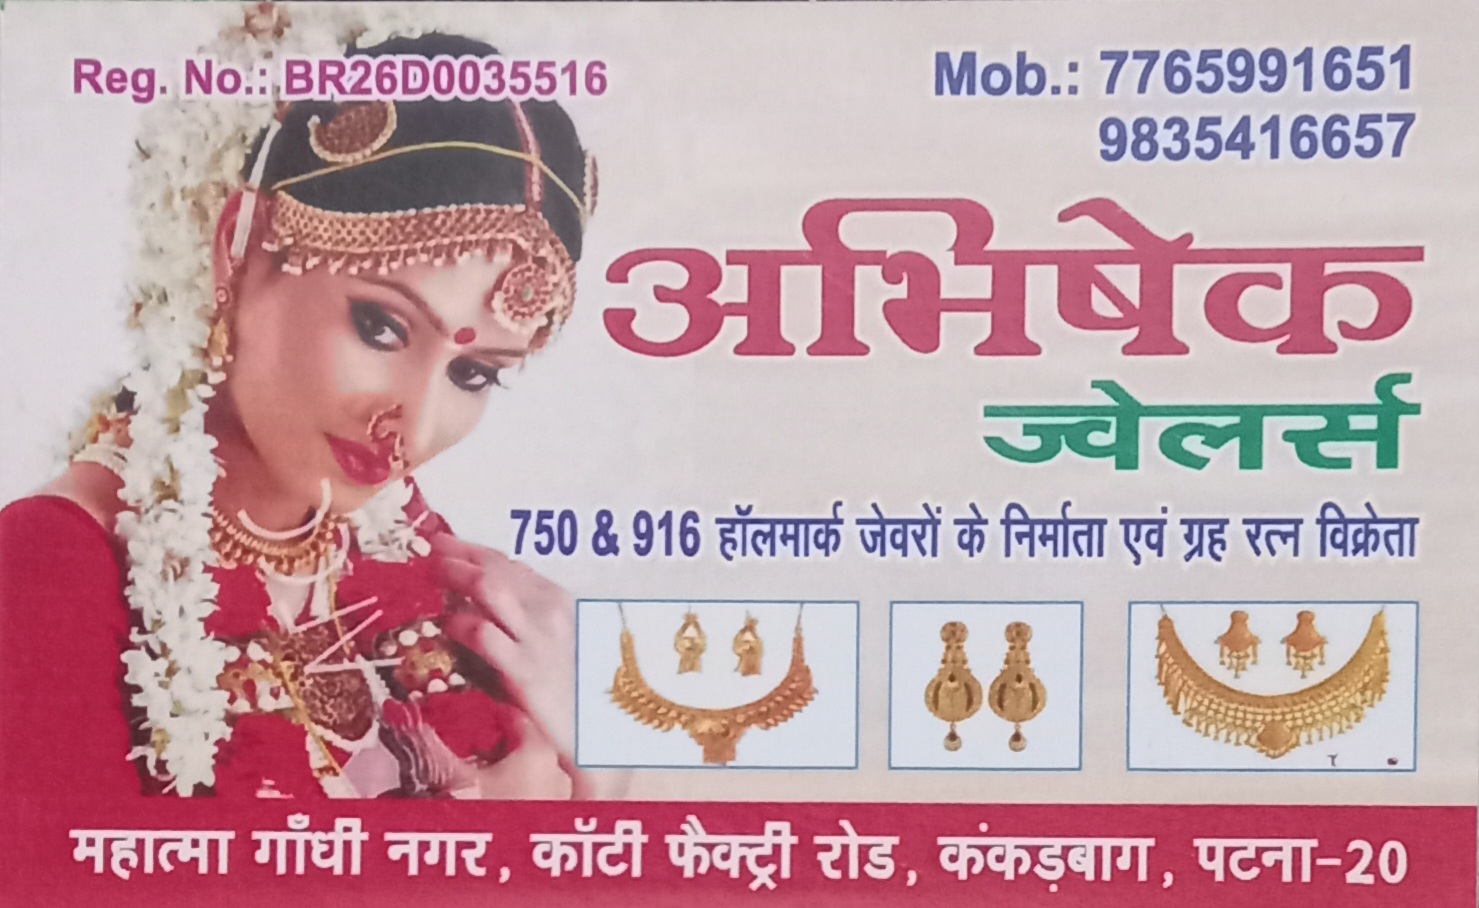 Reg. No.: BR26D0035516
Mob.: 7765991651
9835416657
अभिषेक
ज्वेलर्स
750 & 916 हॉलमार्क जेवरों के निर्माता एवं ग्रह रत्न विक्रेता
महात्मा गाँधी नगर, काँटी फैक्ट्री रोड, कंकड़बाग, पटना-20